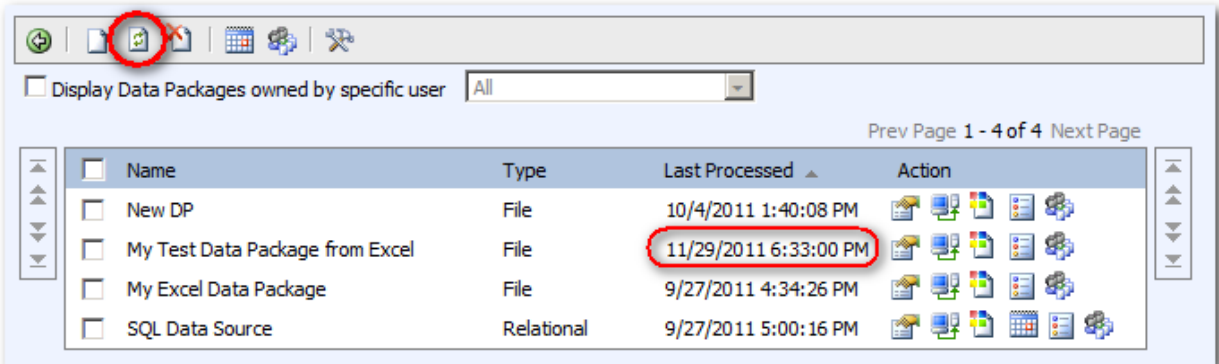 Display Data Packages owned by specific user All
Prev Page 1 - 4 of 4 Next Page
Name Type Last Processed Action
New DP File 10/4/2011 1:40:08 PM
My Test Data Package from Excel File 11/29/2011 6:33:00 PM
My Excel Data Package File 9/27/2011 4:34:26 PM
SQL Data Source Relational 9/27/2011 5:00:16 PM